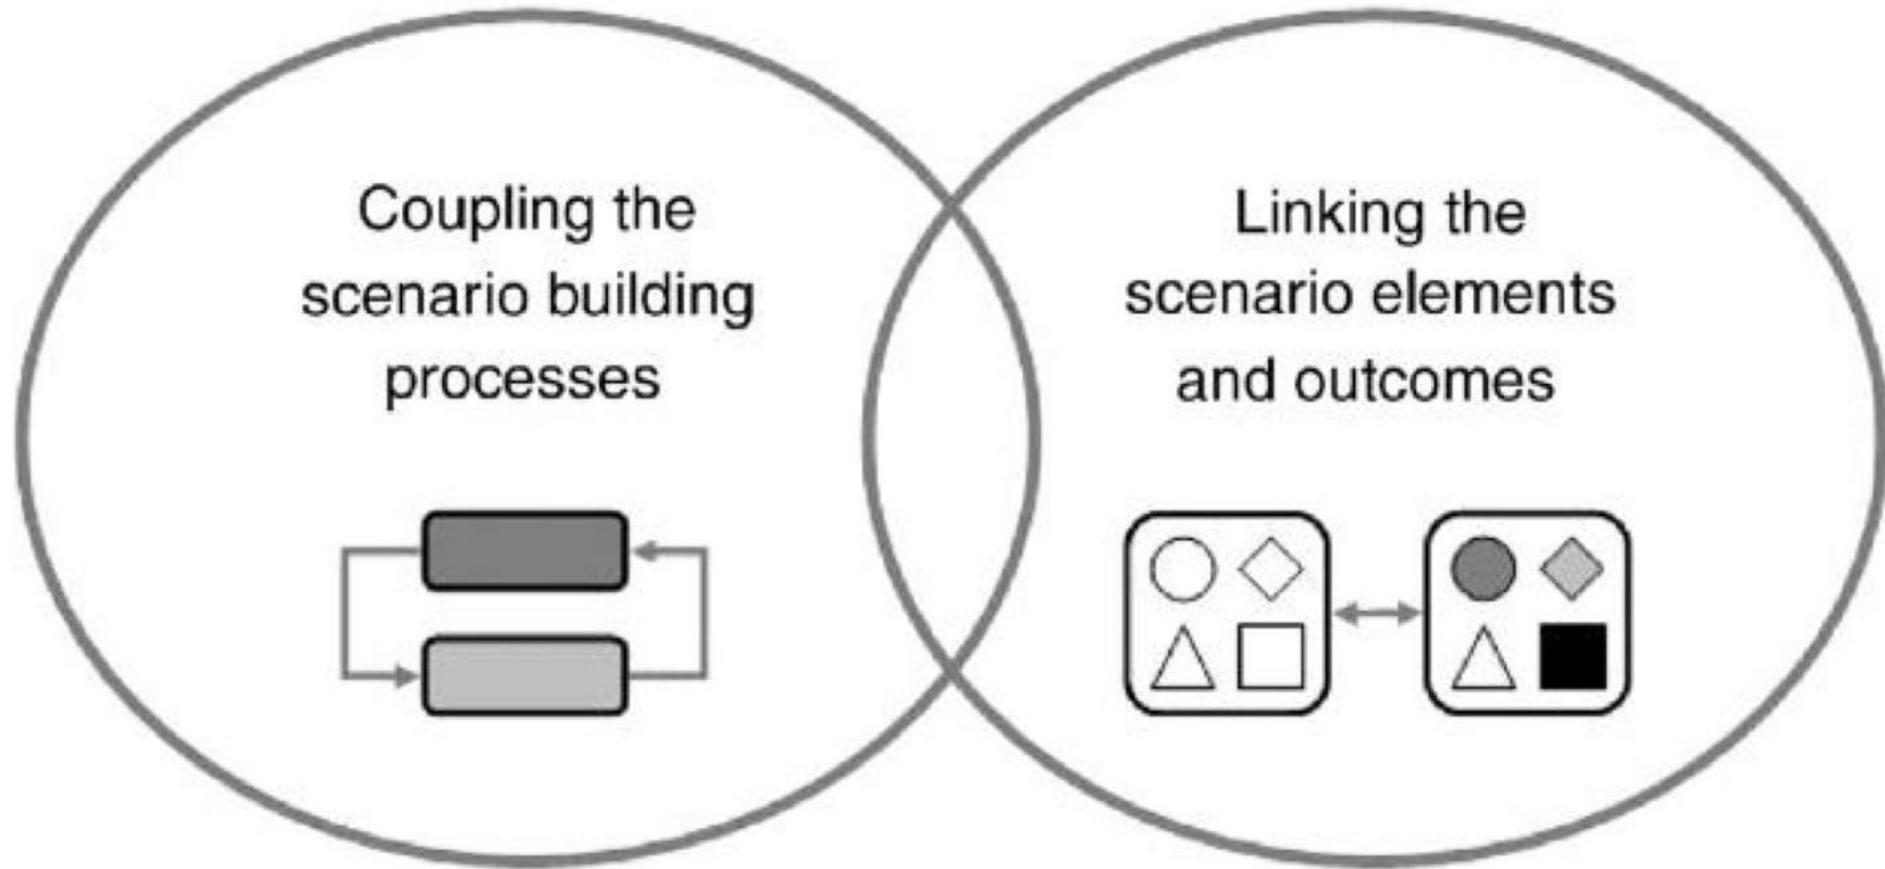 Coupling the
scenario building
processes
Linking the
scenario elements
and outcomes